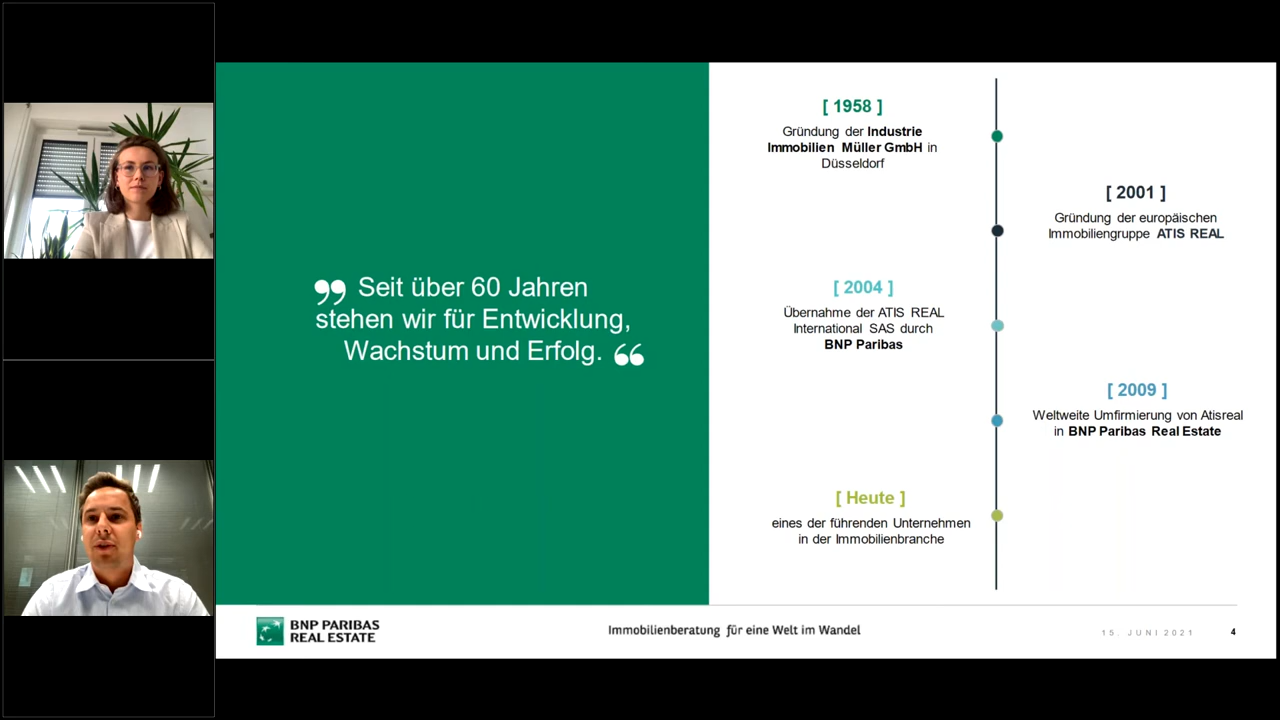 Seit über 60 Jahren
stehen wir für Entwicklung,
Wachstum und Erfolg.
[ 1958 ]
Gründung der Industrie
Immobilien Müller GmbH in
Düsseldorf
[ 2001 ]
Gründung der europäischen
Immobiliengruppe ATIS REAL
[ 2004 ]
Übernahme der ATIS REAL
International SAS durch
BNP Paribas
[ 2009 ]
Weltweite Umfirmierung von Atisreal
in BNP Paribas Real Estate
[ Heute ]
eines der führenden Unternehmen
in der Immobilienbranche
BNP PARIBAS
REAL ESTATE
Immobilienberatung für eine Welt im Wandel
15. JUNI 2021
4